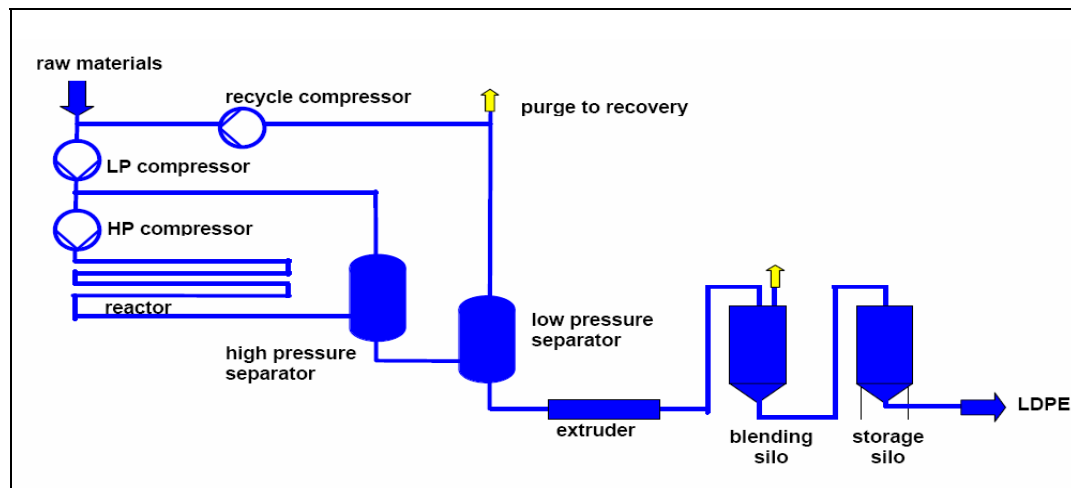 raw materials
recycle compressor
purge to recovery
LP compressor
HP compressor
reactor
high pressure
separator
low pressure
separator
extruder
blending
silo
storage
silo
LDPE